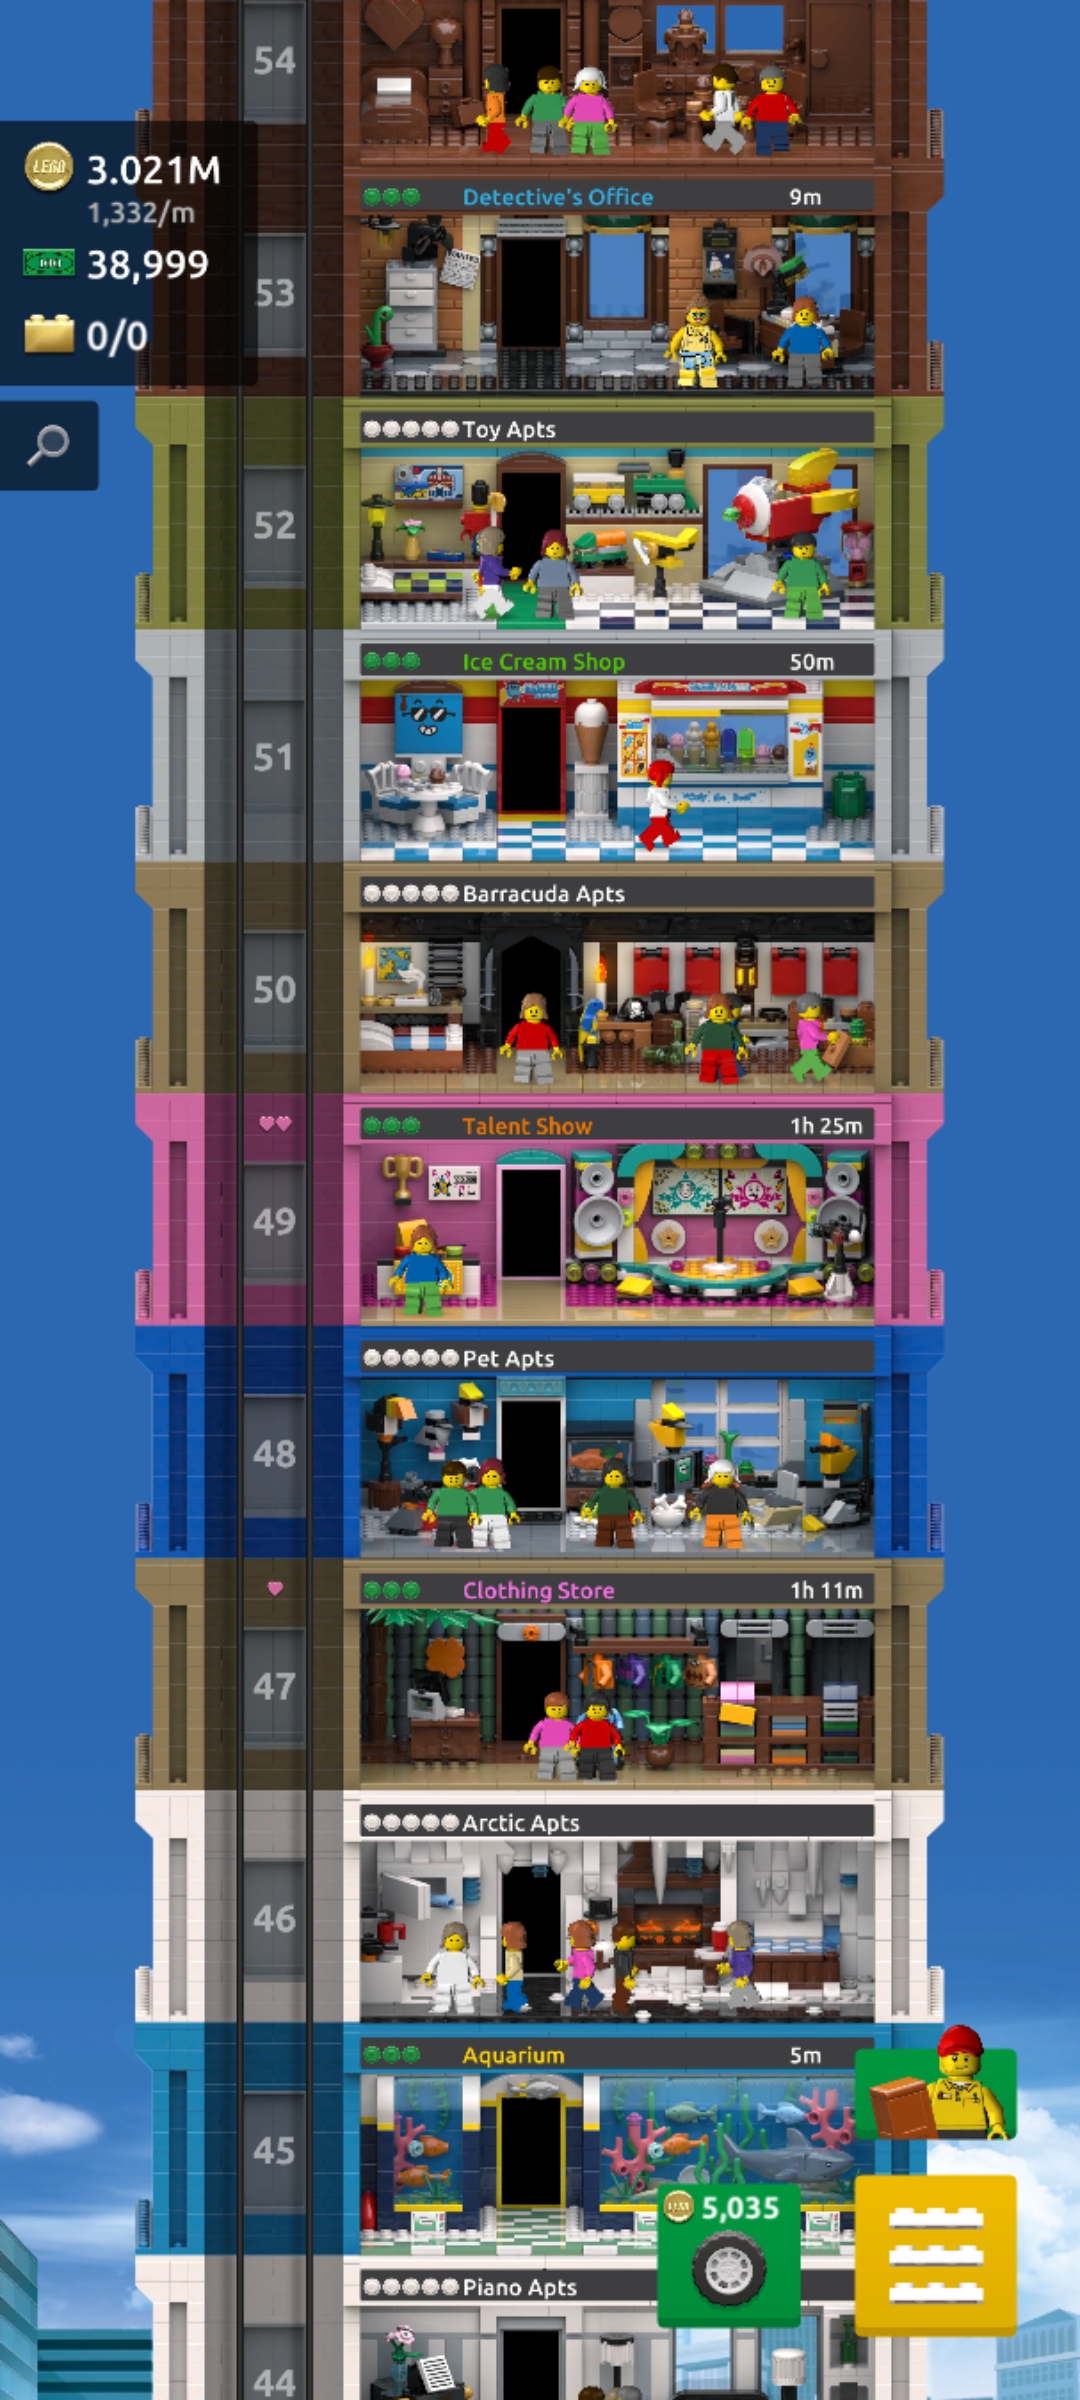 54
LEGO 3.021M
1,332/m
38,999
0/0
Detective's Office 9m
WANTED
53
Toy Apts
52
Ice Cream Shop 50m
51
Barracuda Apts
50
Talent Show 1h 25m
49
Pet Apts
48
Clothing Store 1h 11m
47
Arctic Apts
46
Aquarium 5m
45
5,035
Piano Apts
44